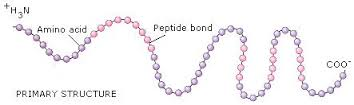 ⁺H₃N
Amino acid
Peptide bond
COO⁻
PRIMARY STRUCTURE